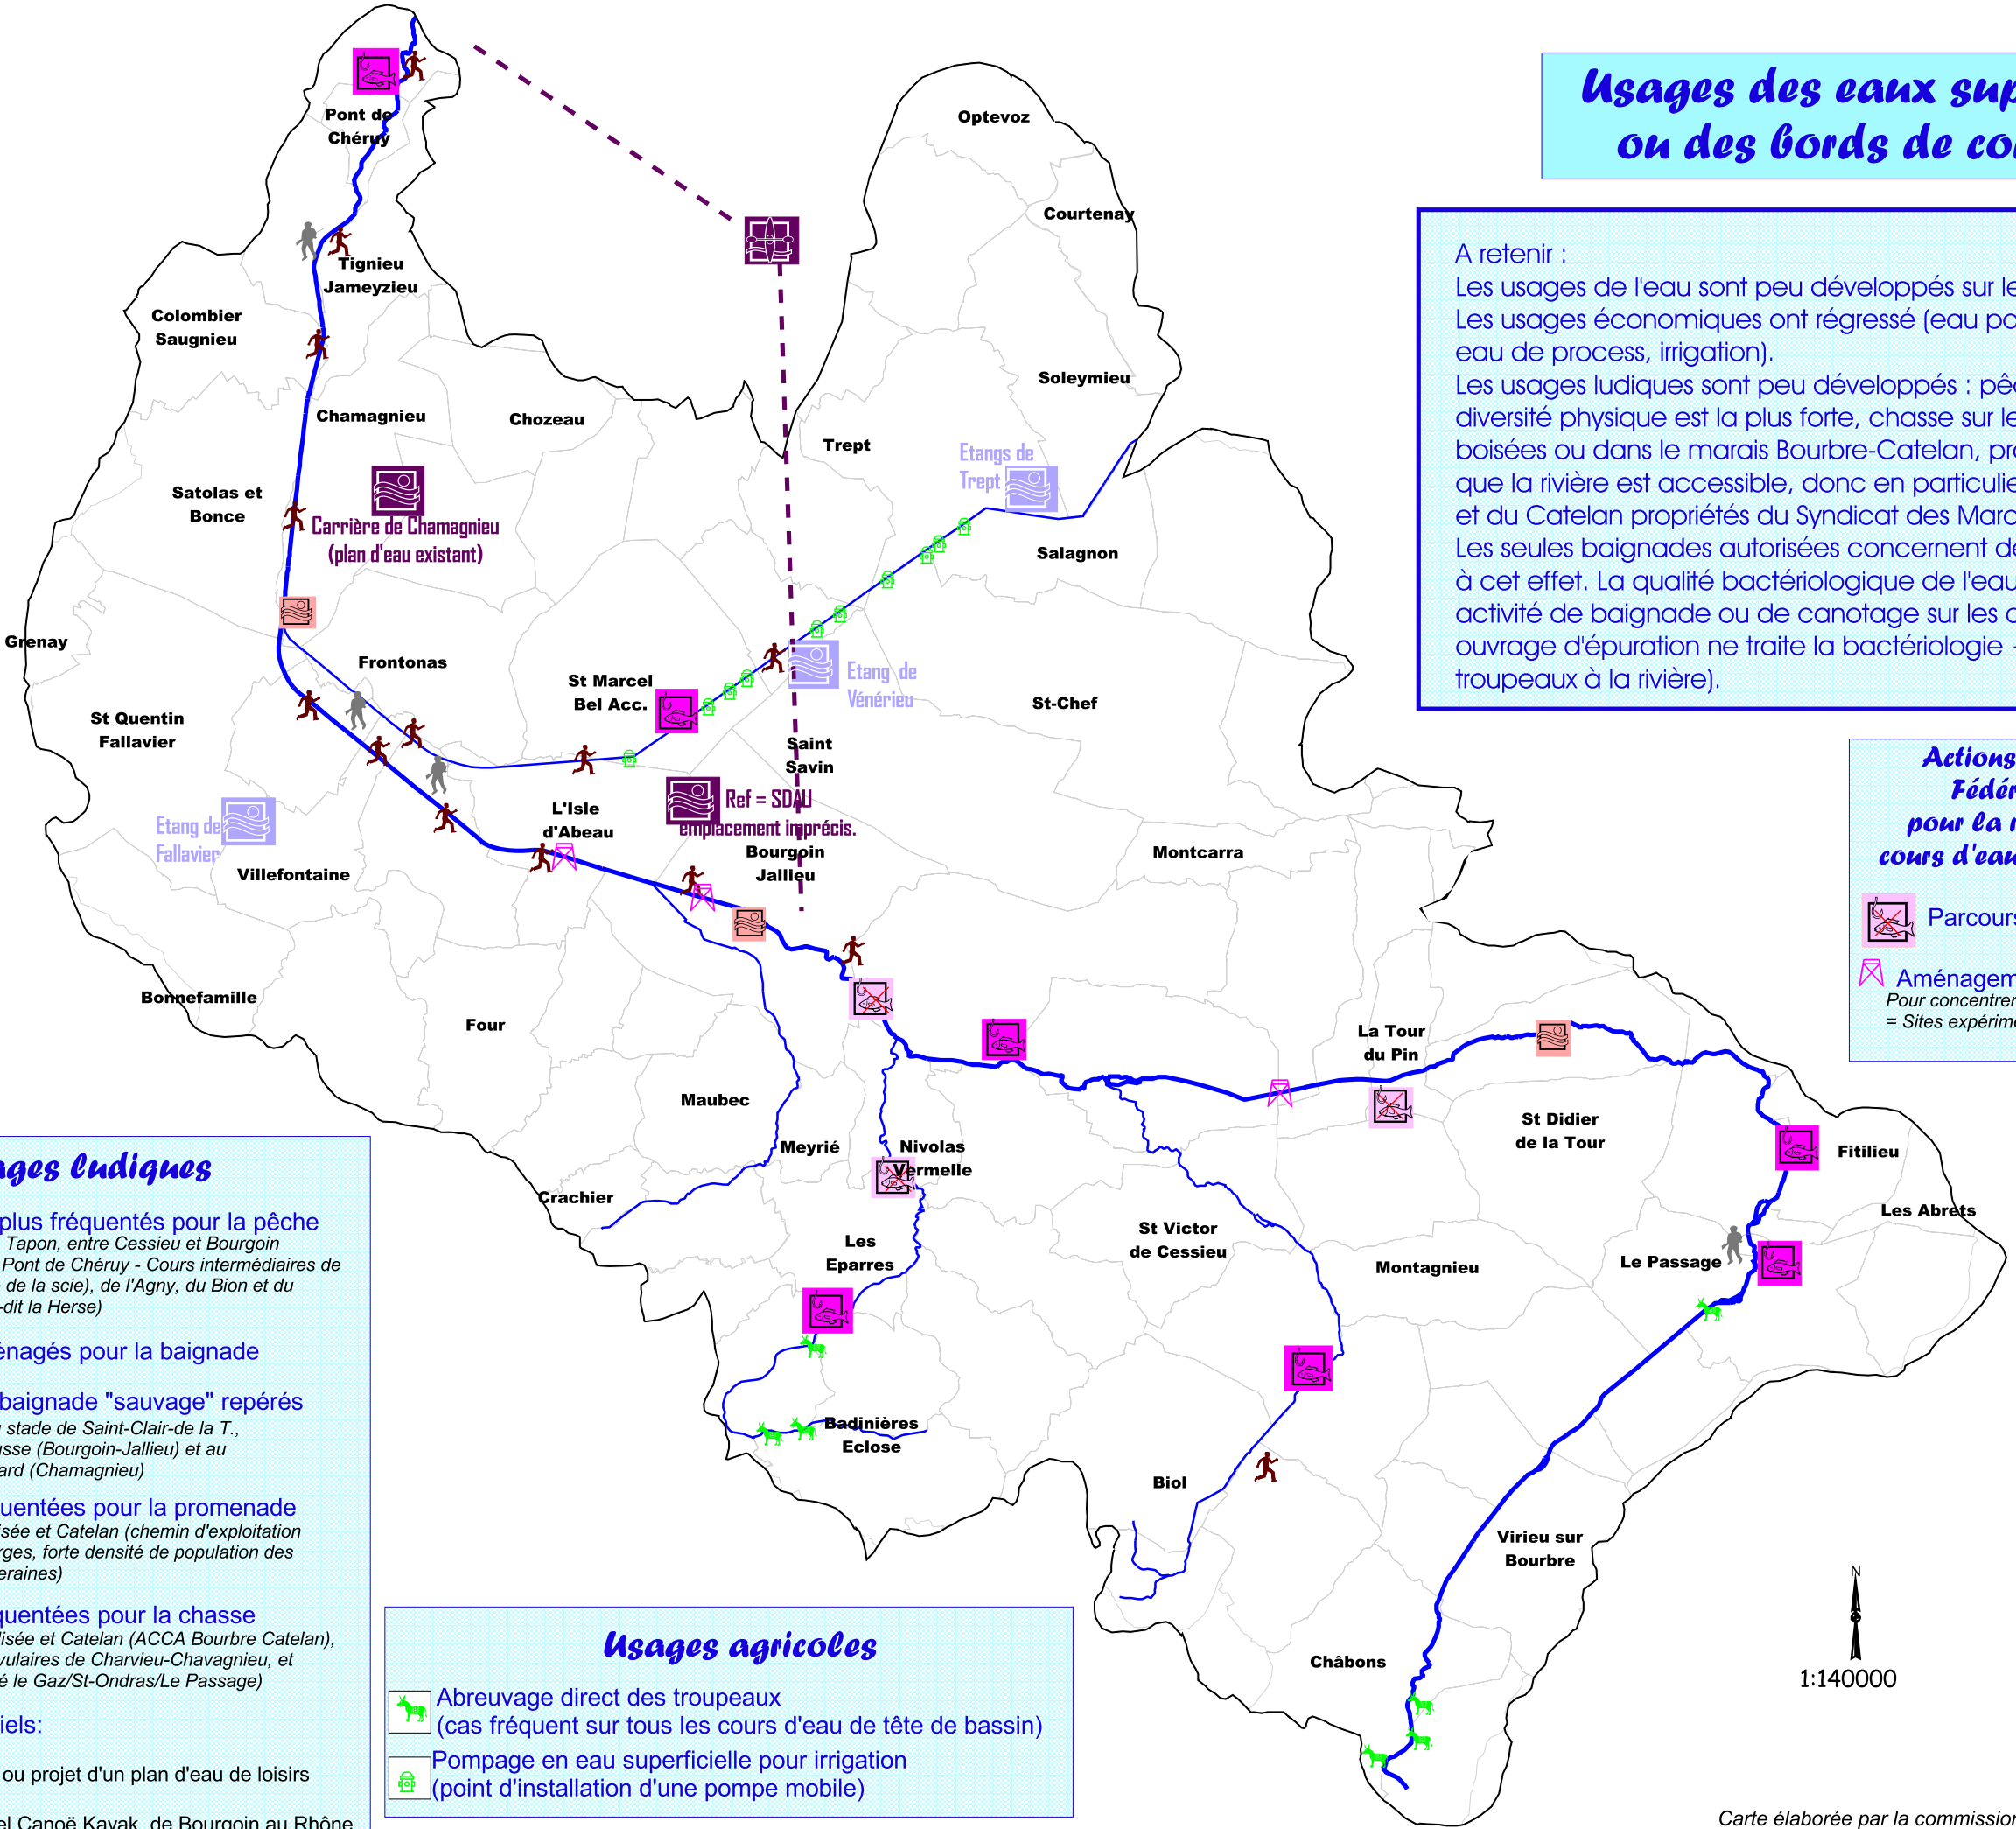 Usages des eaux sup
ou des bords de co
A retenir :
Les usages de l'eau sont peu développés sur le
Les usages économiques ont régressé (eau po
eau de process, irrigation).
Les usages ludiques sont peu développés : pê
diversité physique est la plus forte, chasse sur le
boisées ou dans le marais Bourbre-Catelan, pr
que la rivière est accessible, donc en particulie
et du Catelan propriétés du Syndicat des Mar
Les seules baignades autorisées concernent d
à cet effet. La qualité bactériologique de l'eau
activité de baignade ou de canotage sur les
ouvrage d'épuration ne traite la bactériologie
troupeaux à la rivière).
Actions
Fédér
pour la
cours d'eau
Parcours
Aménagem
Pour concentrer
= Sites expérim
Pont de
Chéruy
Optevoz
Courtenay
Tignieu
Jameyzieu
Colombier
Saugnieu
Soleymieu
Chamagnieu
Chozeau
Trept
Etangs de
Trept
Satolas et
Bonce
Carrière de Chamagnieu
(plan d'eau existant)
Salagnon
Grenay
Frontonas
St Marcel
Bel Acc.
Etang de
Vénérieu
St-Chef
St Quentin
Fallavier
Saint
Savin
Ref = SDAU
emplacement imprécis.
L'Isle
d'Abeau
Etang de
Fallavier
Bourgoin
Jallieu
Montcarra
Villefontaine
Bonnefamille
Four
La Tour
du Pin
Maubec
Meyrié
Nivolas
Vermelle
St Didier
de la Tour
Fitilieu
Crachier
Les Abrets
Les
Eparres
St Victor
de Cessieu
Montagnieu
Le Passage
Badinières
Eclose
Biol
Virieu sur
Bourbre
Châbons
ages ludiques
plus fréquentés pour la pêche
Tapon, entre Cessieu et Bourgoin
Pont de Chéruy - Cours intermédiaires de
de la scie), de l'Agny, du Bion et du
-dit la Herse)
énagés pour la baignade
baignade "sauvage" repérés
stade de Saint-Clair-de la T.,
usse (Bourgoin-Jallieu) et au
ard (Chamagnieu)
quentées pour la promenade
isée et Catelan (chemin d'exploitation
rges, forte densité de population des
eraines)
quentées pour la chasse
lisée et Catelan (ACCA Bourbre Catelan),
vulaires de Charvieu-Chavagnieu, et
é le Gaz/St-Ondras/Le Passage)
iels:
ou projet d'un plan d'eau de loisirs
el Canoë Kayak, de Bourgoin au Rhône
Usages agricoles
Abreuvage direct des troupeaux
(cas fréquent sur tous les cours d'eau de tête de bassin)
Pompage en eau superficielle pour irrigation
(point d'installation d'une pompe mobile)
N
1:140000
Carte élaborée par la commission